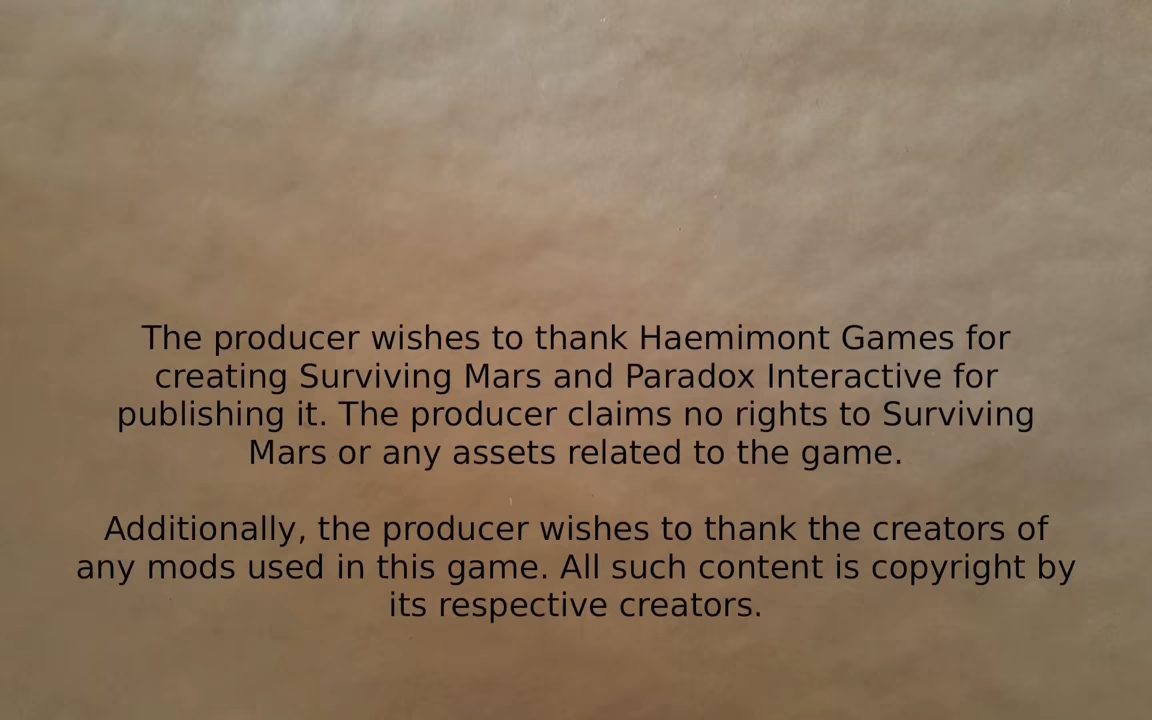 The producer wishes to thank Haemimont Games for
creating Surviving Mars and Paradox Interactive for
publishing it. The producer claims no rights to Surviving
Mars or any assets related to the game.
Additionally, the producer wishes to thank the creators of
any mods used in this game. All such content is copyright by
its respective creators.